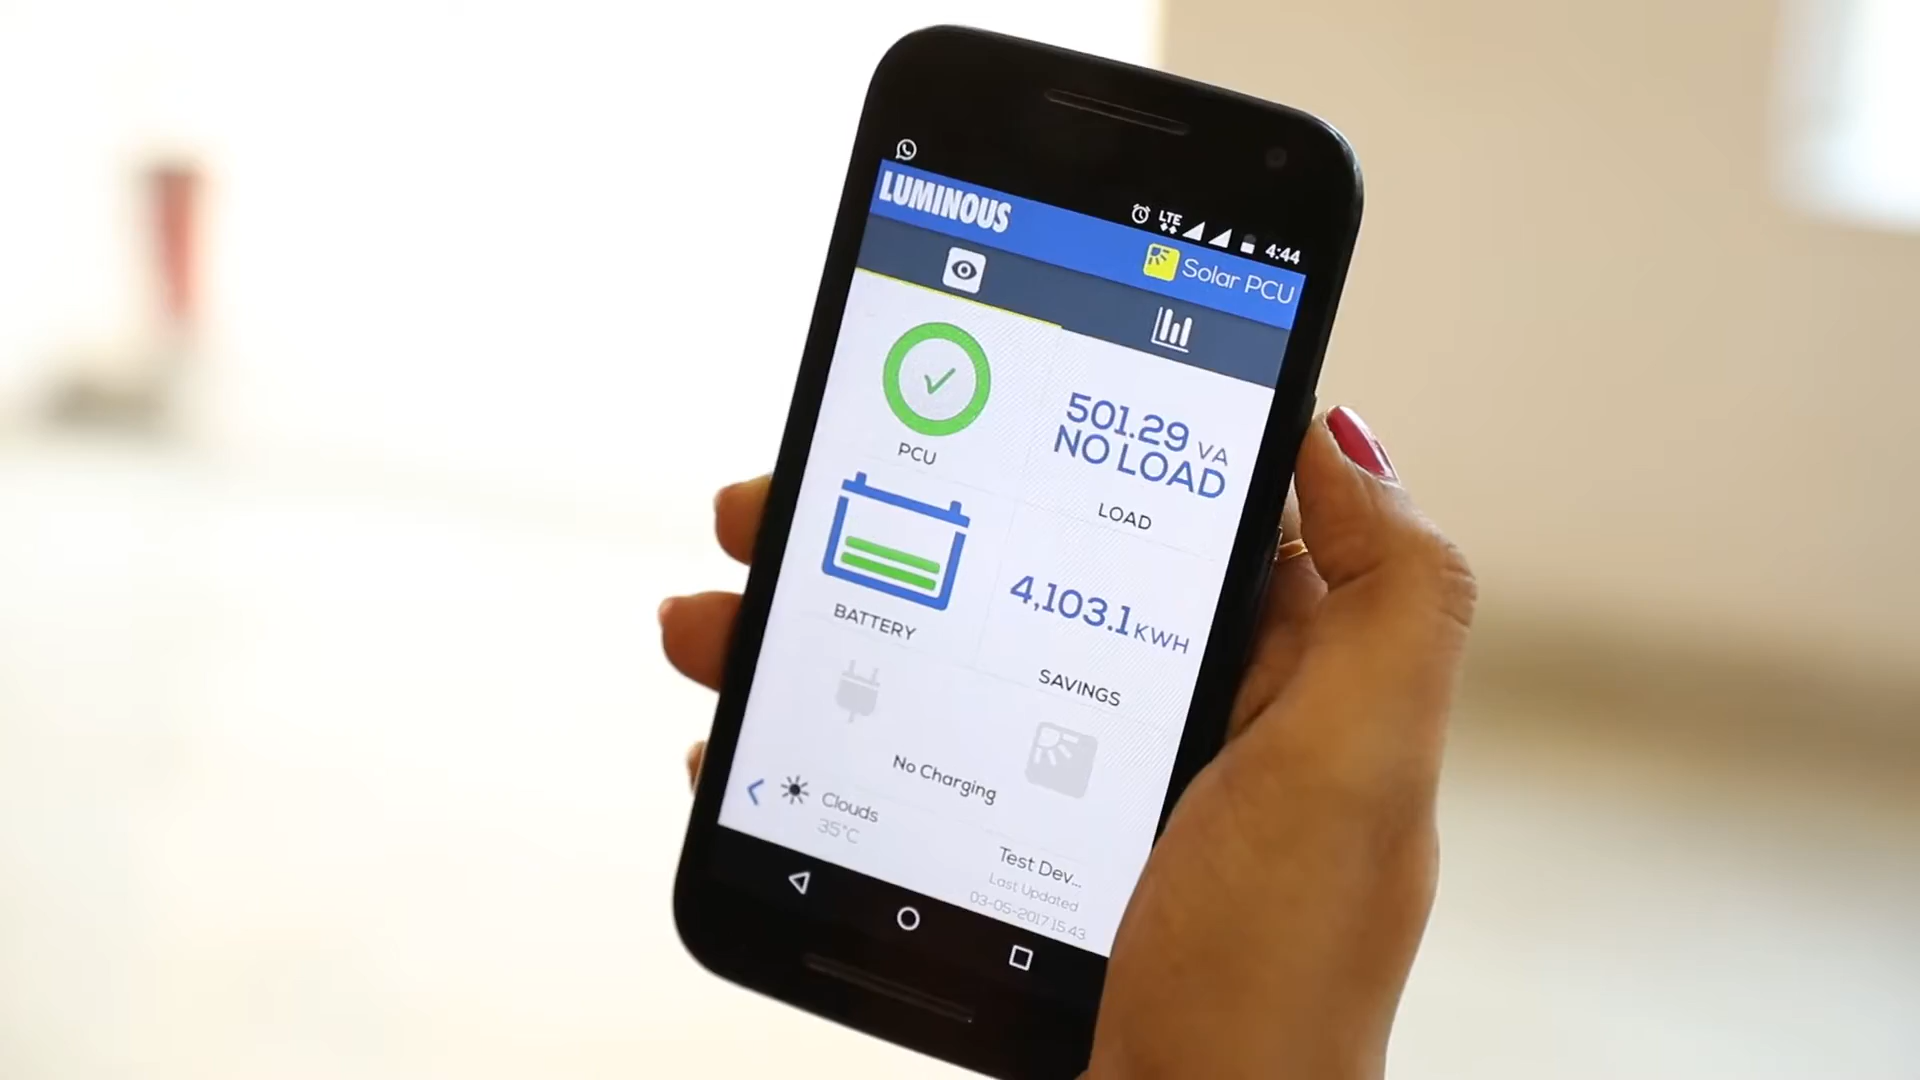 LUMINOUS
LTE
4:44
Solar PCU
PCU
501.29 VA
NO LOAD
LOAD
BATTERY
4,103.1 KWH
SAVINGS
No Charging
Clouds
35°C
Test Dev...
Last Updated
03-05-2017 15:43